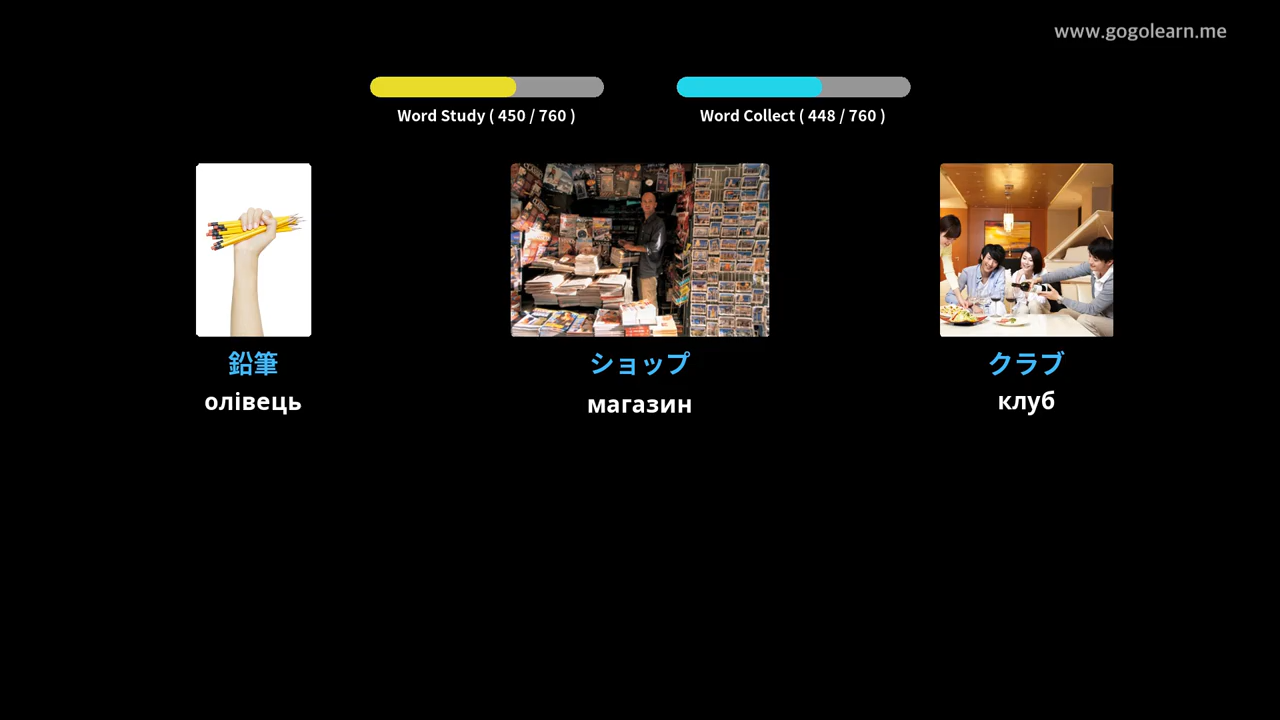 www.gogolearn.me
Word Study ( 450 / 760 )
Word Collect ( 448 / 760 )
鉛筆
ショップ
クラブ
олівець
магазин
клуб